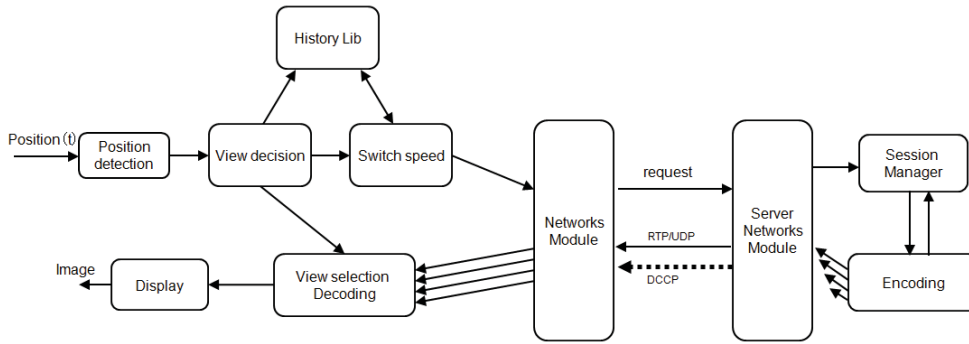 History Lib
Position (t)
Position
detection
View decision
Switch speed
Session
Manager
request
Networks
Module
Server
Networks
Module
RTP/UDP
DCCP
Image
Display
View selection
Decoding
Encoding